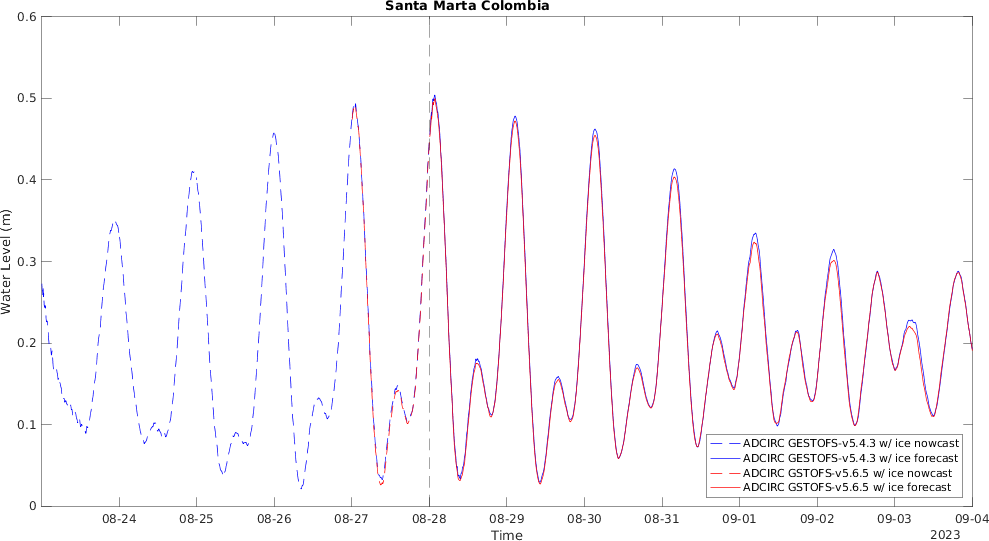 Santa Marta Colombia
0.6
0.5
0.4
0.3
0.2
0.1
0
Water Level (m)
08-24 08-25 08-26 08-27 08-28 08-29 08-30 08-31 09-01 09-02 09-03 09-04
Time
2023
ADCIRC GESTOFS-v5.4.3 w/ ice nowcast
ADCIRC GESTOFS-v5.4.3 w/ ice forecast
ADCIRC GSTOFS-v5.6.5 w/ ice nowcast
ADCIRC GSTOFS-v5.6.5 w/ ice forecast